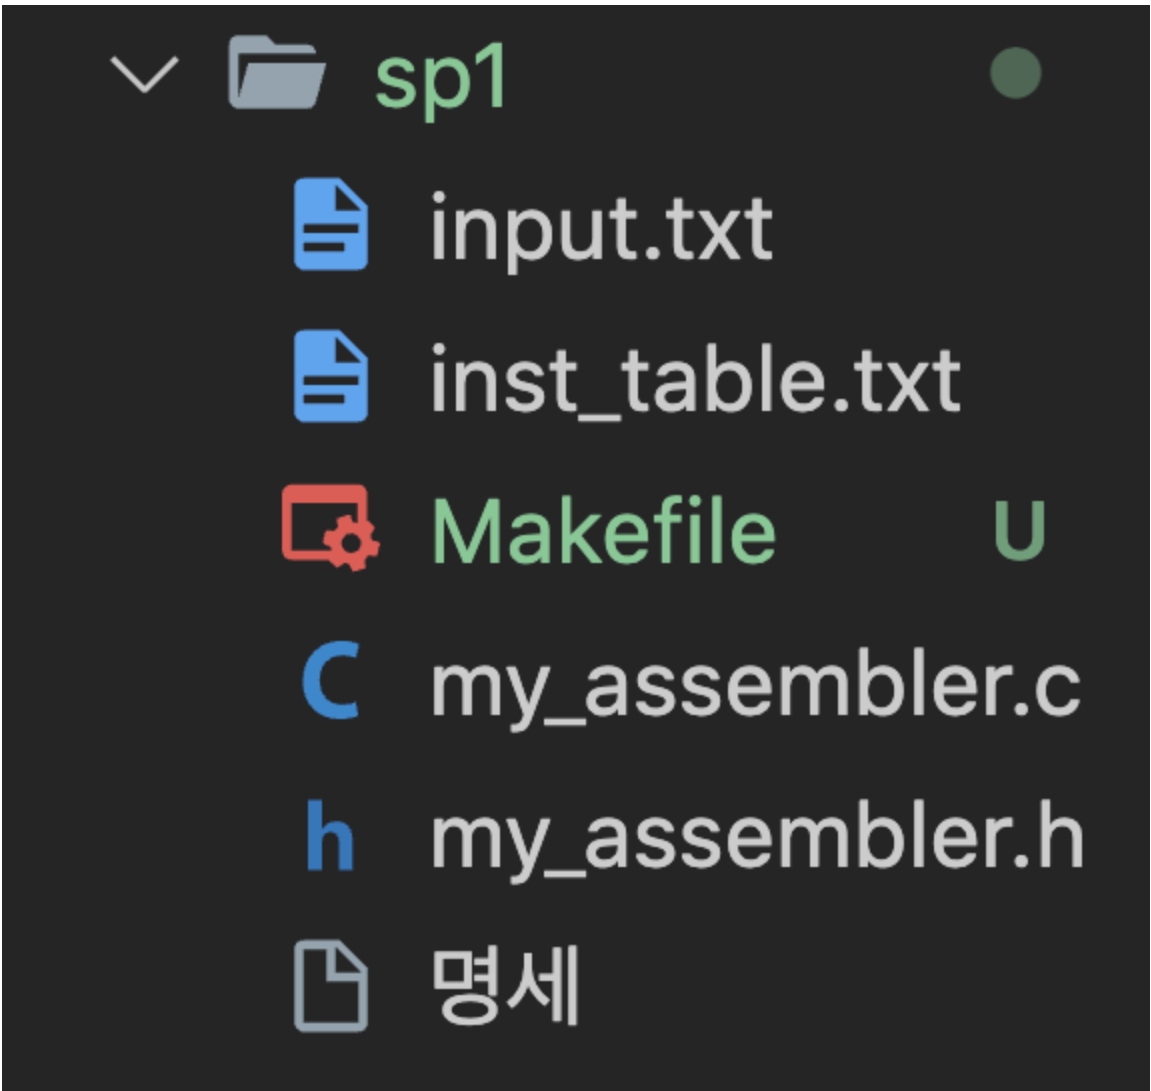 sp1
input.txt
inst_table.txt
Makefile U
my_assembler.c
my_assembler.h
명세